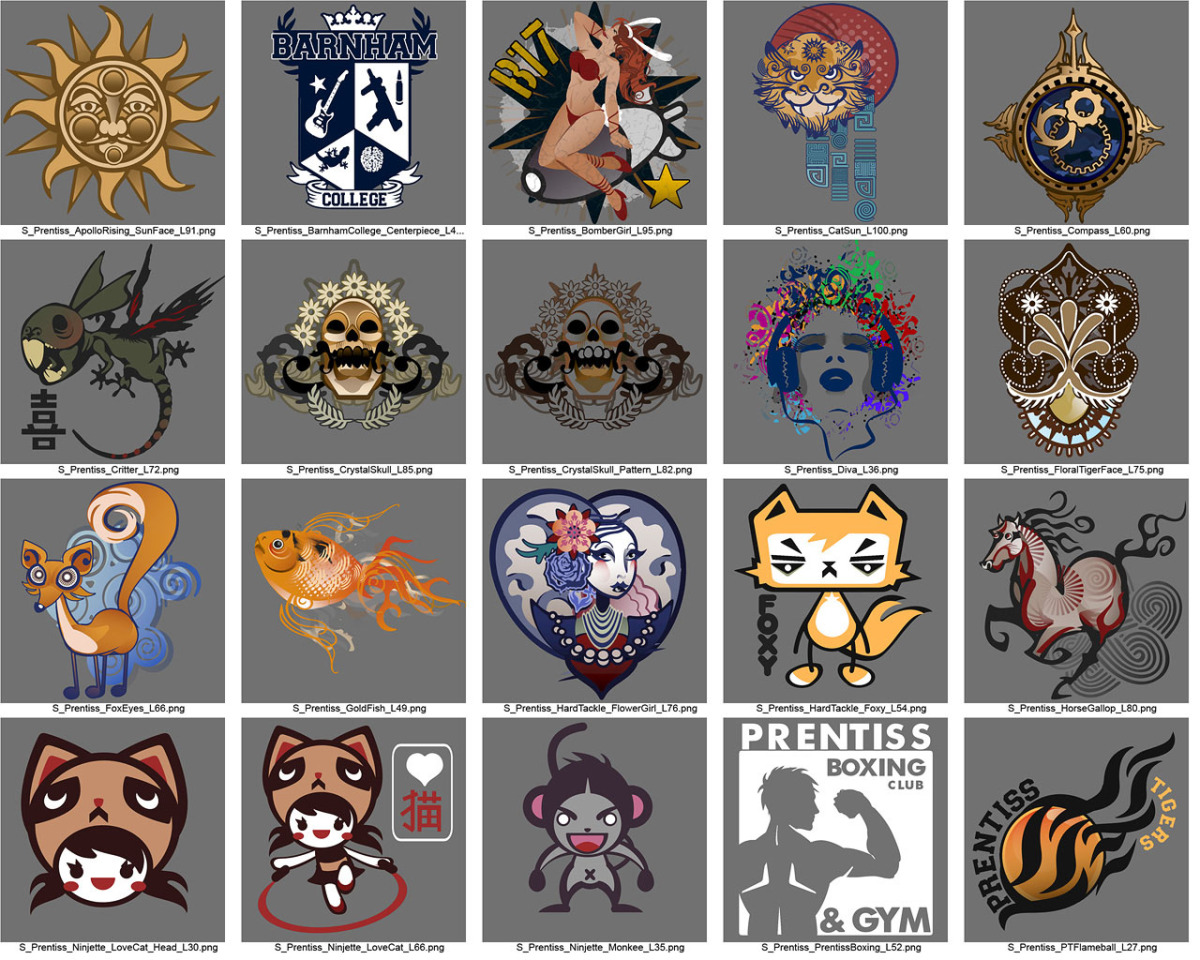 BARNHAM
COLLEGE
B17
S_Prentiss_ApolloRising_SunFace_L91.png
S_Prentiss_BarnhamCollege_Centerpiece_L4...
S_Prentiss_BomberGirl_L95.png
S_Prentiss_CatSun_L100.png
S_Prentiss_Compass_L60.png
喜
S_Prentiss_Critter_L72.png
S_Prentiss_CrystalSkull_L85.png
S_Prentiss_CrystalSkull_Pattern_L82.png
S_Prentiss_Diva_L36.png
S_Prentiss_FloralTigerFace_L75.png
FOXY
S_Prentiss_FoxEyes_L66.png
S_Prentiss_GoldFish_L49.png
S_Prentiss_HardTackle_FlowerGirl_L76.png
S_Prentiss_HardTackle_Foxy_L54.png
S_Prentiss_HorseGallop_L80.png
猫
PRENTISS
BOXING
CLUB
& GYM
PRENTISS
TIGERS
S_Prentiss_Ninjette_LoveCat_Head_L30.png
S_Prentiss_Ninjette_LoveCat_L66.png
S_Prentiss_Ninjette_Monkee_L35.png
S_Prentiss_PrentissBoxing_L52.png
S_Prentiss_PTFlameball_L27.png